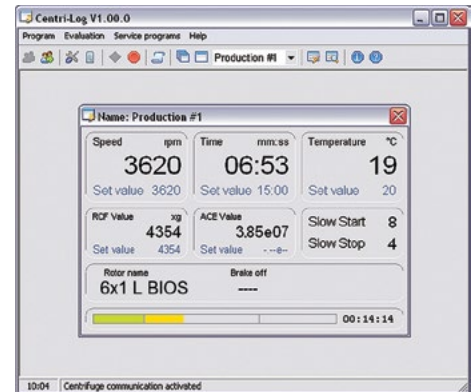 Centri-Log V1.00.0
Program Evaluation Service programs Help
Production #1
Name: Production #1
Speed rpm Time mm:ss Temperature °C
3620 06:53 19
Set value 3620 Set value 15:00 Set value 20
RCF Value xg ACE Value Slow Start 8
4354 3,85e07
Set value 4354 Set value -.--e-- Slow Stop 4
Rotor name Brake off
6x1 L BIOS ----
00:14:14
10:04 Centrifuge communication activated